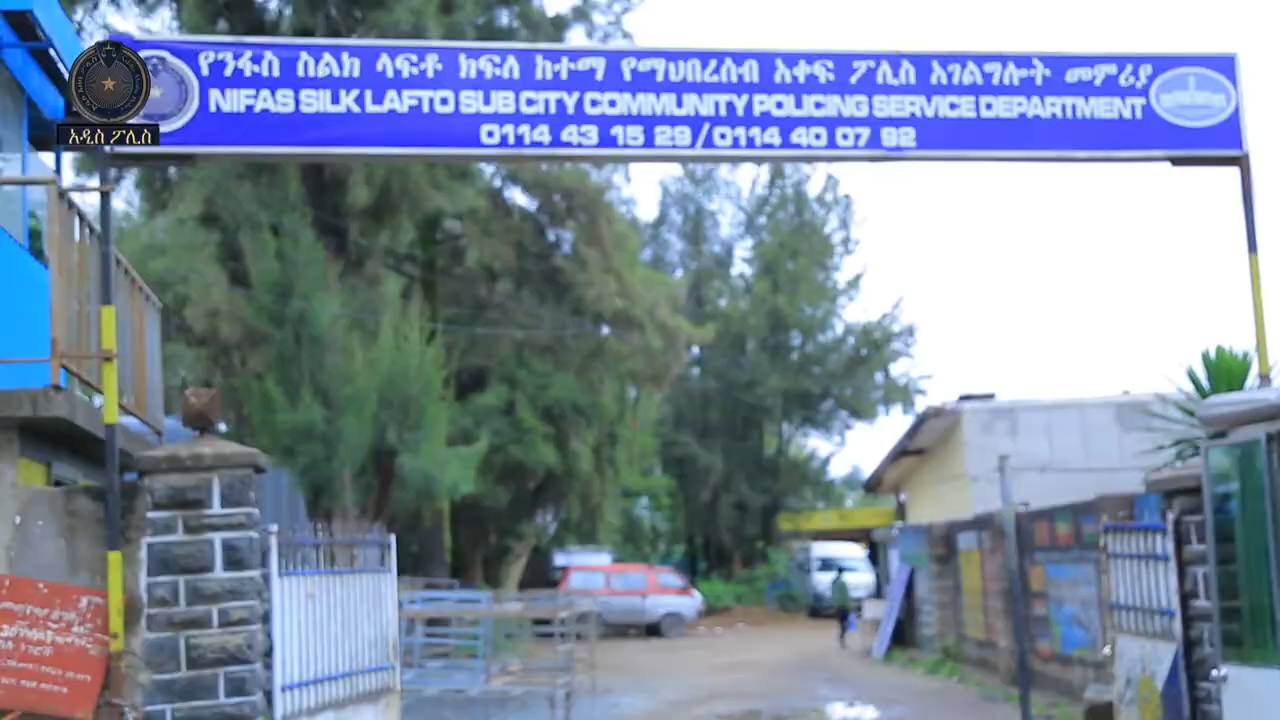 የንፋስ ስልክ ላፍቶ ክፍለ ከተማ የማህበረሰብ አቀፍ ፖሊስ አገልግሎት መምሪያ
NIFAS SILK LAFTO SUB CITY COMMUNITY POLICING SERVICE DEPARTMENT
0114 43 15 29/0114 40 07 92
አዲስ ፖሊስ